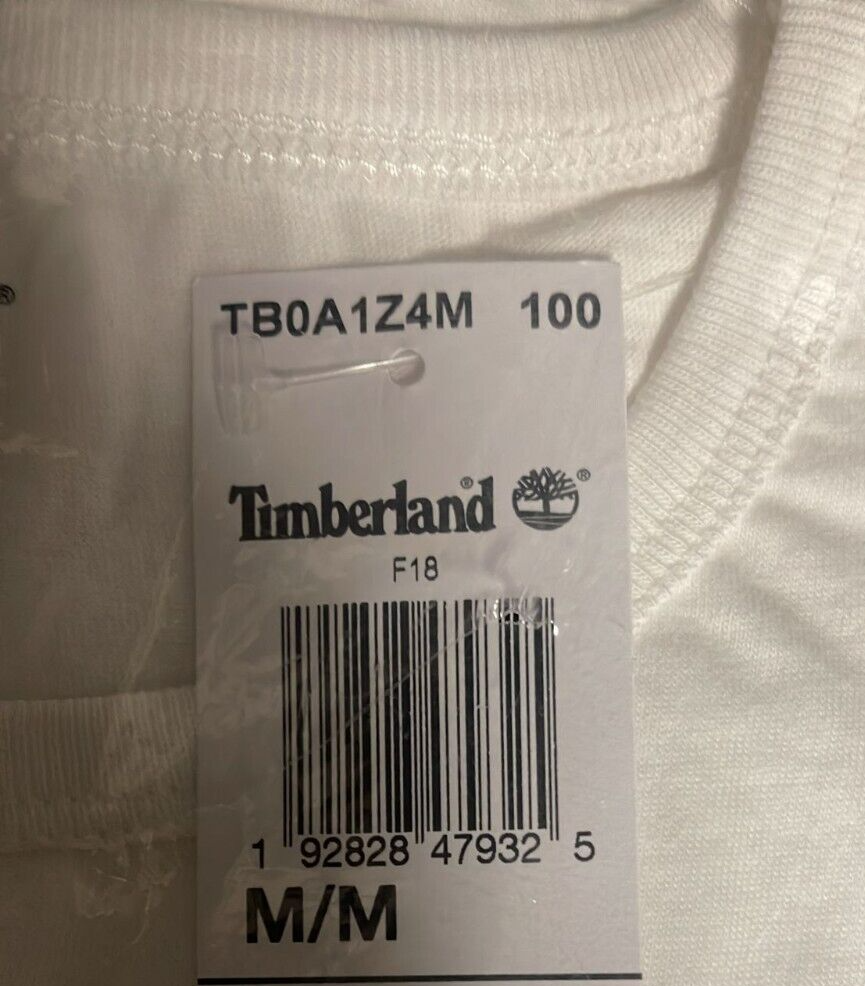 ®
TB0A1Z4M 100
Timberland® ®
F18
1 92828 47932 5
M/M